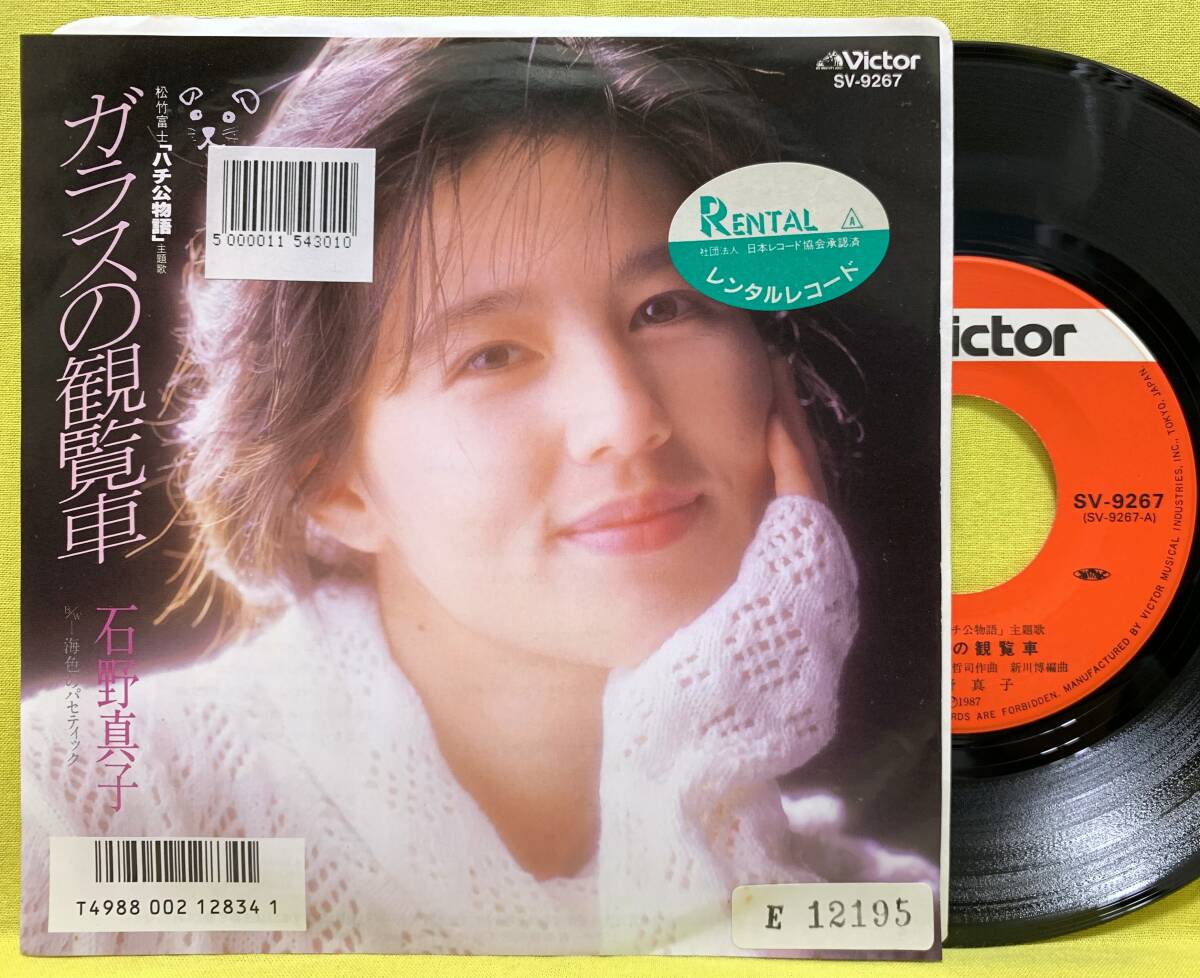 Victor
SV-9267
松竹富士「ハチ公物語」主題歌
ガラスの観覧車
石野真子
B/W—海色のパセティック
5 000011 543010
RENTAL A
社団法人 日本レコード協会承認済
レンタルレコード
T4988 002 12834 1
E 12195
ictor
SV-9267
(SV-9267-A)
チ公物語」主題歌
の観覧車
哲司作曲 新川博編曲
真子
Ⓟ1987
RDS ARE FORBIDDEN. MANUFACTURED BY VICTOR MUSICAL INDUSTRIES, INC., TOKYO, JAPAN.